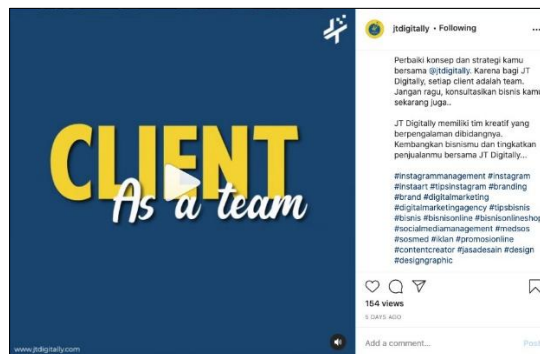 CLIENT
As a team
www.jtdigitally.com
jtdigitally • Following
Perbaiki konsep dan strategi kamu
bersama @jtdigitally. Karena bagi JT
Digitally, setiap client adalah team.
Jangan ragu, konsultasikan bisnis kamu
sekarang juga..
JT Digitally memiliki tim kreatif yang
berpengalaman dibidangnya.
Kembangkan bisnismu dan tingkatkan
penjualanmu bersama JT Digitally...
#instagrammanagement #instagram
#instaart #tipsinstagram #branding
#brand #digitalmarketing
#digitalmarketingagency #tipsbisnis
#bisnis #bisnisonline #bisnisonlineshop
#socialmediamanagement #medsos
#sosmed #iklan #promosionline
#contentcreator #jasadesain #design
#designgraphic
154 views
5 DAYS AGO
Add a comment...
Post